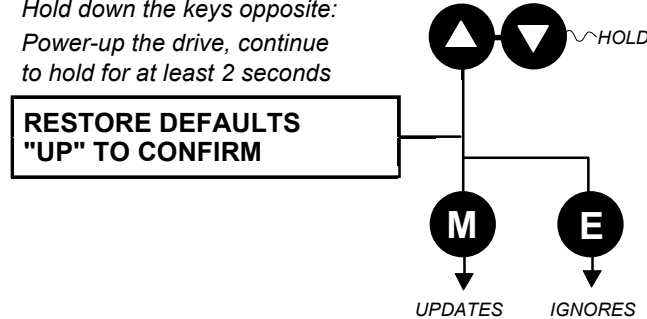 Hold down the keys opposite:
Power-up the drive, continue
to hold for at least 2 seconds
HOLD
RESTORE DEFAULTS
"UP" TO CONFIRM
M E
UPDATES IGNORES